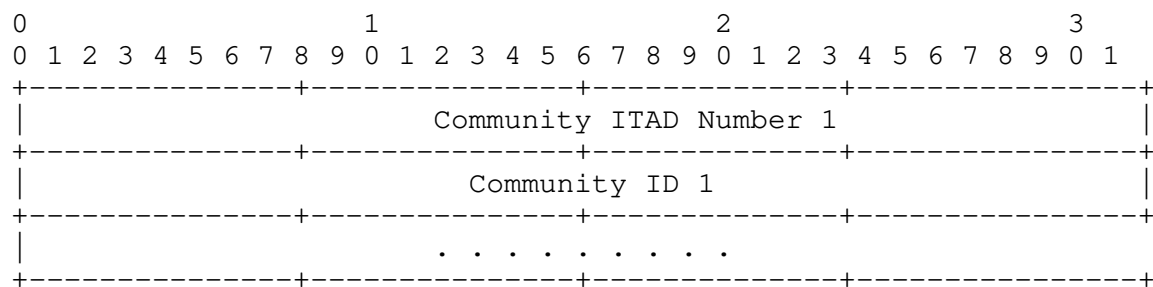 0                   1                   2                   3
0 1 2 3 4 5 6 7 8 9 0 1 2 3 4 5 6 7 8 9 0 1 2 3 4 5 6 7 8 9 0 1
+---------------+---------------+--------------+----------------+
|                       Community ITAD Number 1                 |
+---------------+---------------+--------------+----------------+
|                         Community ID 1                        |
+---------------+---------------+--------------+----------------+
|                       . . . . . . . . .
+---------------+---------------+--------------+----------------+